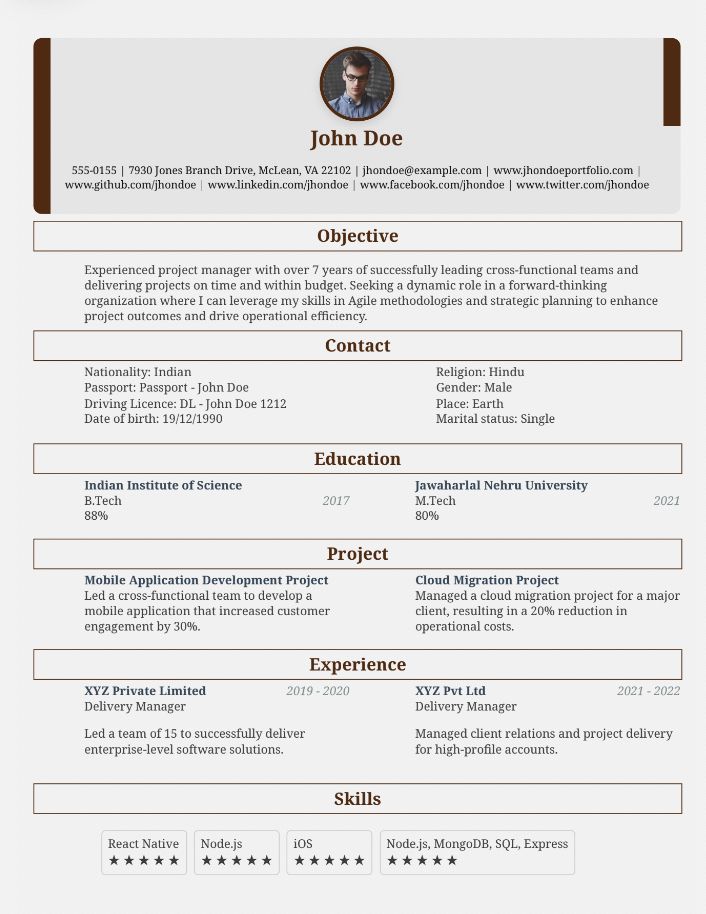 John Doe
555-0155 | 7930 Jones Branch Drive, McLean, VA 22102 | jhondoe@example.com | www.jhondoeportfolio.com |
www.github.com/jhondoe | www.linkedin.com/jhondoe | www.facebook.com/jhondoe | www.twitter.com/jhondoe
Objective
Experienced project manager with over 7 years of successfully leading cross-functional teams and
delivering projects on time and within budget. Seeking a dynamic role in a forward-thinking
organization where I can leverage my skills in Agile methodologies and strategic planning to enhance
project outcomes and drive operational efficiency.
Contact
Nationality: Indian
Passport: Passport - John Doe
Driving Licence: DL - John Doe 1212
Date of birth: 19/12/1990
Religion: Hindu
Gender: Male
Place: Earth
Marital status: Single
Education
Indian Institute of Science
B.Tech 2017
88%
Jawaharlal Nehru University
M.Tech 2021
80%
Project
Mobile Application Development Project
Led a cross-functional team to develop a
mobile application that increased customer
engagement by 30%.
Cloud Migration Project
Managed a cloud migration project for a major
client, resulting in a 20% reduction in
operational costs.
Experience
XYZ Private Limited 2019 - 2020
Delivery Manager
Led a team of 15 to successfully deliver
enterprise-level software solutions.
XYZ Pvt Ltd 2021 - 2022
Delivery Manager
Managed client relations and project delivery
for high-profile accounts.
Skills
React Native
★ ★ ★ ★ ★
Node.js
★ ★ ★ ★ ★
iOS
★ ★ ★ ★ ★
Node.js, MongoDB, SQL, Express
★ ★ ★ ★ ★